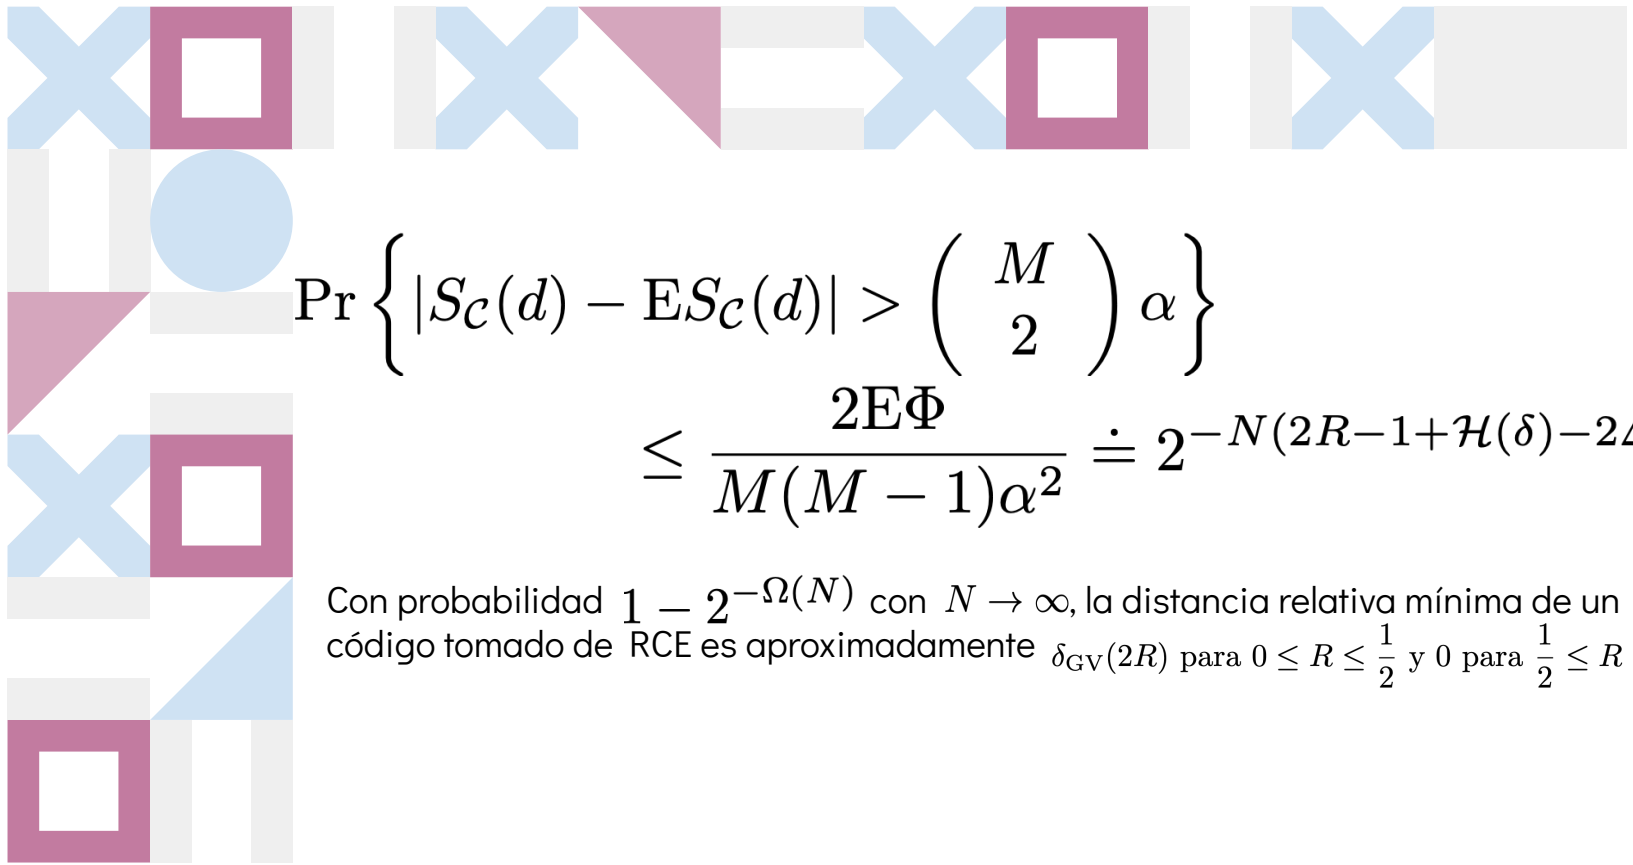 Pr { |S_C(d) − ES_C(d)| > ( M 2 ) α }
≤ 2EΦ / M(M − 1)α² ≐ 2^{−N(2R−1+ℋ(δ)−2
Con probabilidad 1 − 2^{−Ω(N)} con N → ∞, la distancia relativa mínima de un
código tomado de RCE es aproximadamente δ_GV(2R) para 0 ≤ R ≤ 1/2 y 0 para 1/2 ≤ R